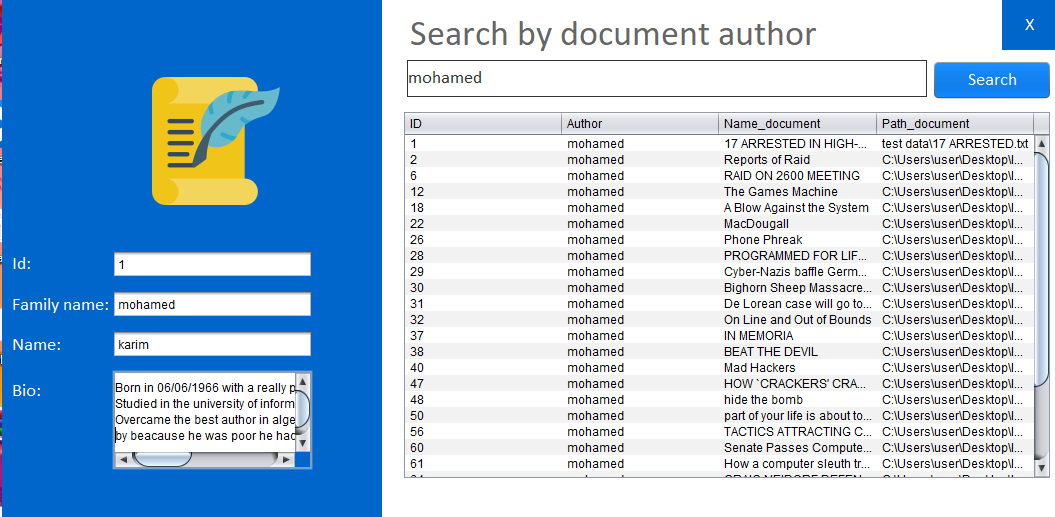 Search by document author
X
mohamed
Search
ID Author Name_document Path_document
1 mohamed 17 ARRESTED IN HIGH-... test data\17 ARRESTED.txt
2 mohamed Reports of Raid C:\Users\user\Desktop\I...
6 mohamed RAID ON 2600 MEETING C:\Users\user\Desktop\I...
12 mohamed The Games Machine C:\Users\user\Desktop\I...
18 mohamed A Blow Against the System C:\Users\user\Desktop\I...
22 mohamed MacDougall C:\Users\user\Desktop\I...
26 mohamed Phone Phreak C:\Users\user\Desktop\I...
28 mohamed PROGRAMMED FOR LIF... C:\Users\user\Desktop\I...
29 mohamed Cyber-Nazis baffle Germ... C:\Users\user\Desktop\I...
30 mohamed Bighorn Sheep Massacre... C:\Users\user\Desktop\I...
31 mohamed De Lorean case will go to... C:\Users\user\Desktop\I...
32 mohamed On Line and Out of Bounds C:\Users\user\Desktop\I...
37 mohamed IN MEMORIA C:\Users\user\Desktop\I...
38 mohamed BEAT THE DEVIL C:\Users\user\Desktop\I...
40 mohamed Mad Hackers C:\Users\user\Desktop\I...
47 mohamed HOW `CRACKERS' CRA... C:\Users\user\Desktop\I...
48 mohamed hide the bomb C:\Users\user\Desktop\I...
50 mohamed part of your life is about to... C:\Users\user\Desktop\I...
56 mohamed TACTICS ATTRACTING C... C:\Users\user\Desktop\I...
60 mohamed Senate Passes Compute... C:\Users\user\Desktop\I...
61 mohamed How a computer sleuth tr... C:\Users\user\Desktop\I...
Id: 1
Family name: mohamed
Name: karim
Bio:
Born in 06/06/1966 with a really p
Studied in the university of inform
Overcame the best author in alge
by beacause he was poor he had